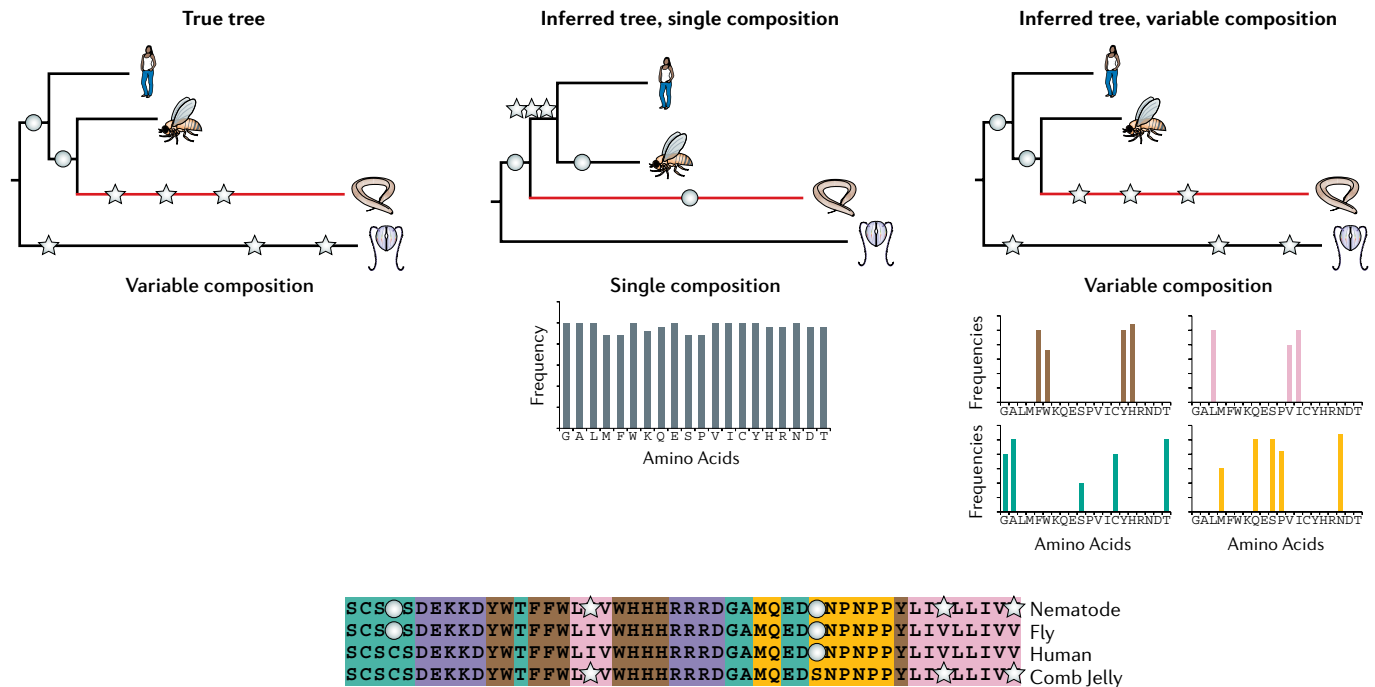 True tree
Inferred tree, single composition
Inferred tree, variable composition
Variable composition
Single composition
Variable composition
Frequency
G A L M F W K Q E S P V I C Y H R N D T
Amino Acids
Frequencies
GALMFWKQESPVICYHRNDT
GALMFWKQESPVICYHRNDT
Frequencies
GALMFWKQESPVICYHRNDT
GALMFWKQESPVICYHRNDT
Amino Acids
Amino Acids
SCS SDEKKDYWTFFWL VWHHHRRRDGAMQED NPNPPYLI LLIV Nematode
SCS SDEKKDYWTFFWLIVWHHHRRRDGAMQED NPNPPYLIVLLIVV Fly
SCSCSDEKKDYWTFFWLIVWHHHRRRDGAMQED NPNPPYLIVLLIVV Human
SCSCSDEKKDYWTFFWL VWHHHRRRDGAMQEDSNPNPPYLI LLIV Comb Jelly